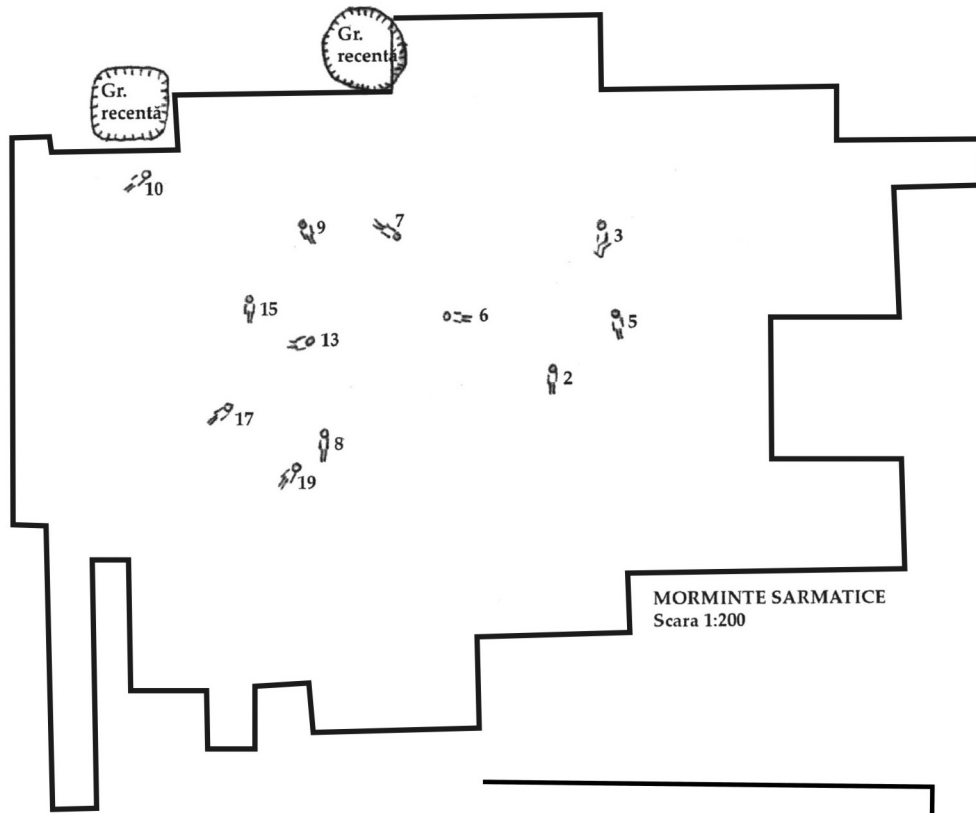 Gr.
recentă
Gr.
recentă
10
9
7
3
15
13
6
5
2
17
8
19
MORMINTE SARMATICE
Scara 1:200